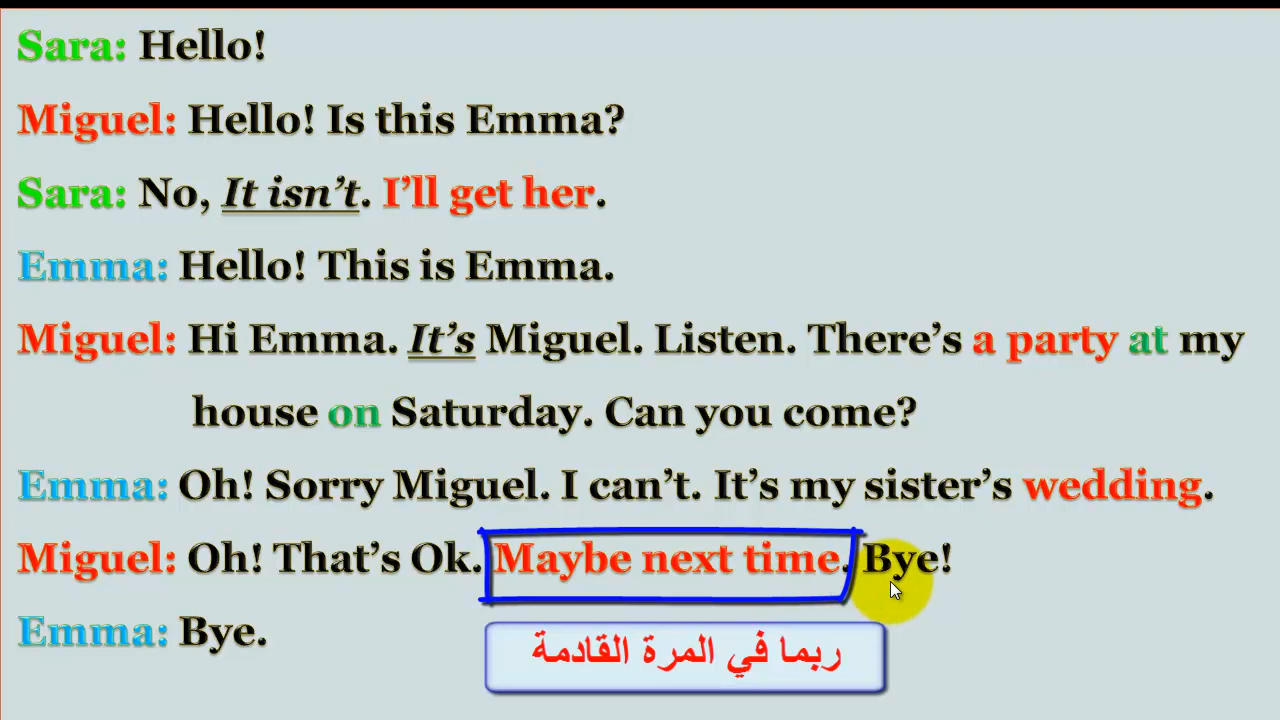 Sara: Hello!
Miguel: Hello! Is this Emma?
Sara: No, It isn't. I'll get her.
Emma: Hello! This is Emma.
Miguel: Hi Emma. It's Miguel. Listen. There's a party at my
house on Saturday. Can you come?
Emma: Oh! Sorry Miguel. I can't. It's my sister's wedding.
Miguel: Oh! That's Ok. Maybe next time. Bye!
Emma: Bye.
ربما في المرة القادمة